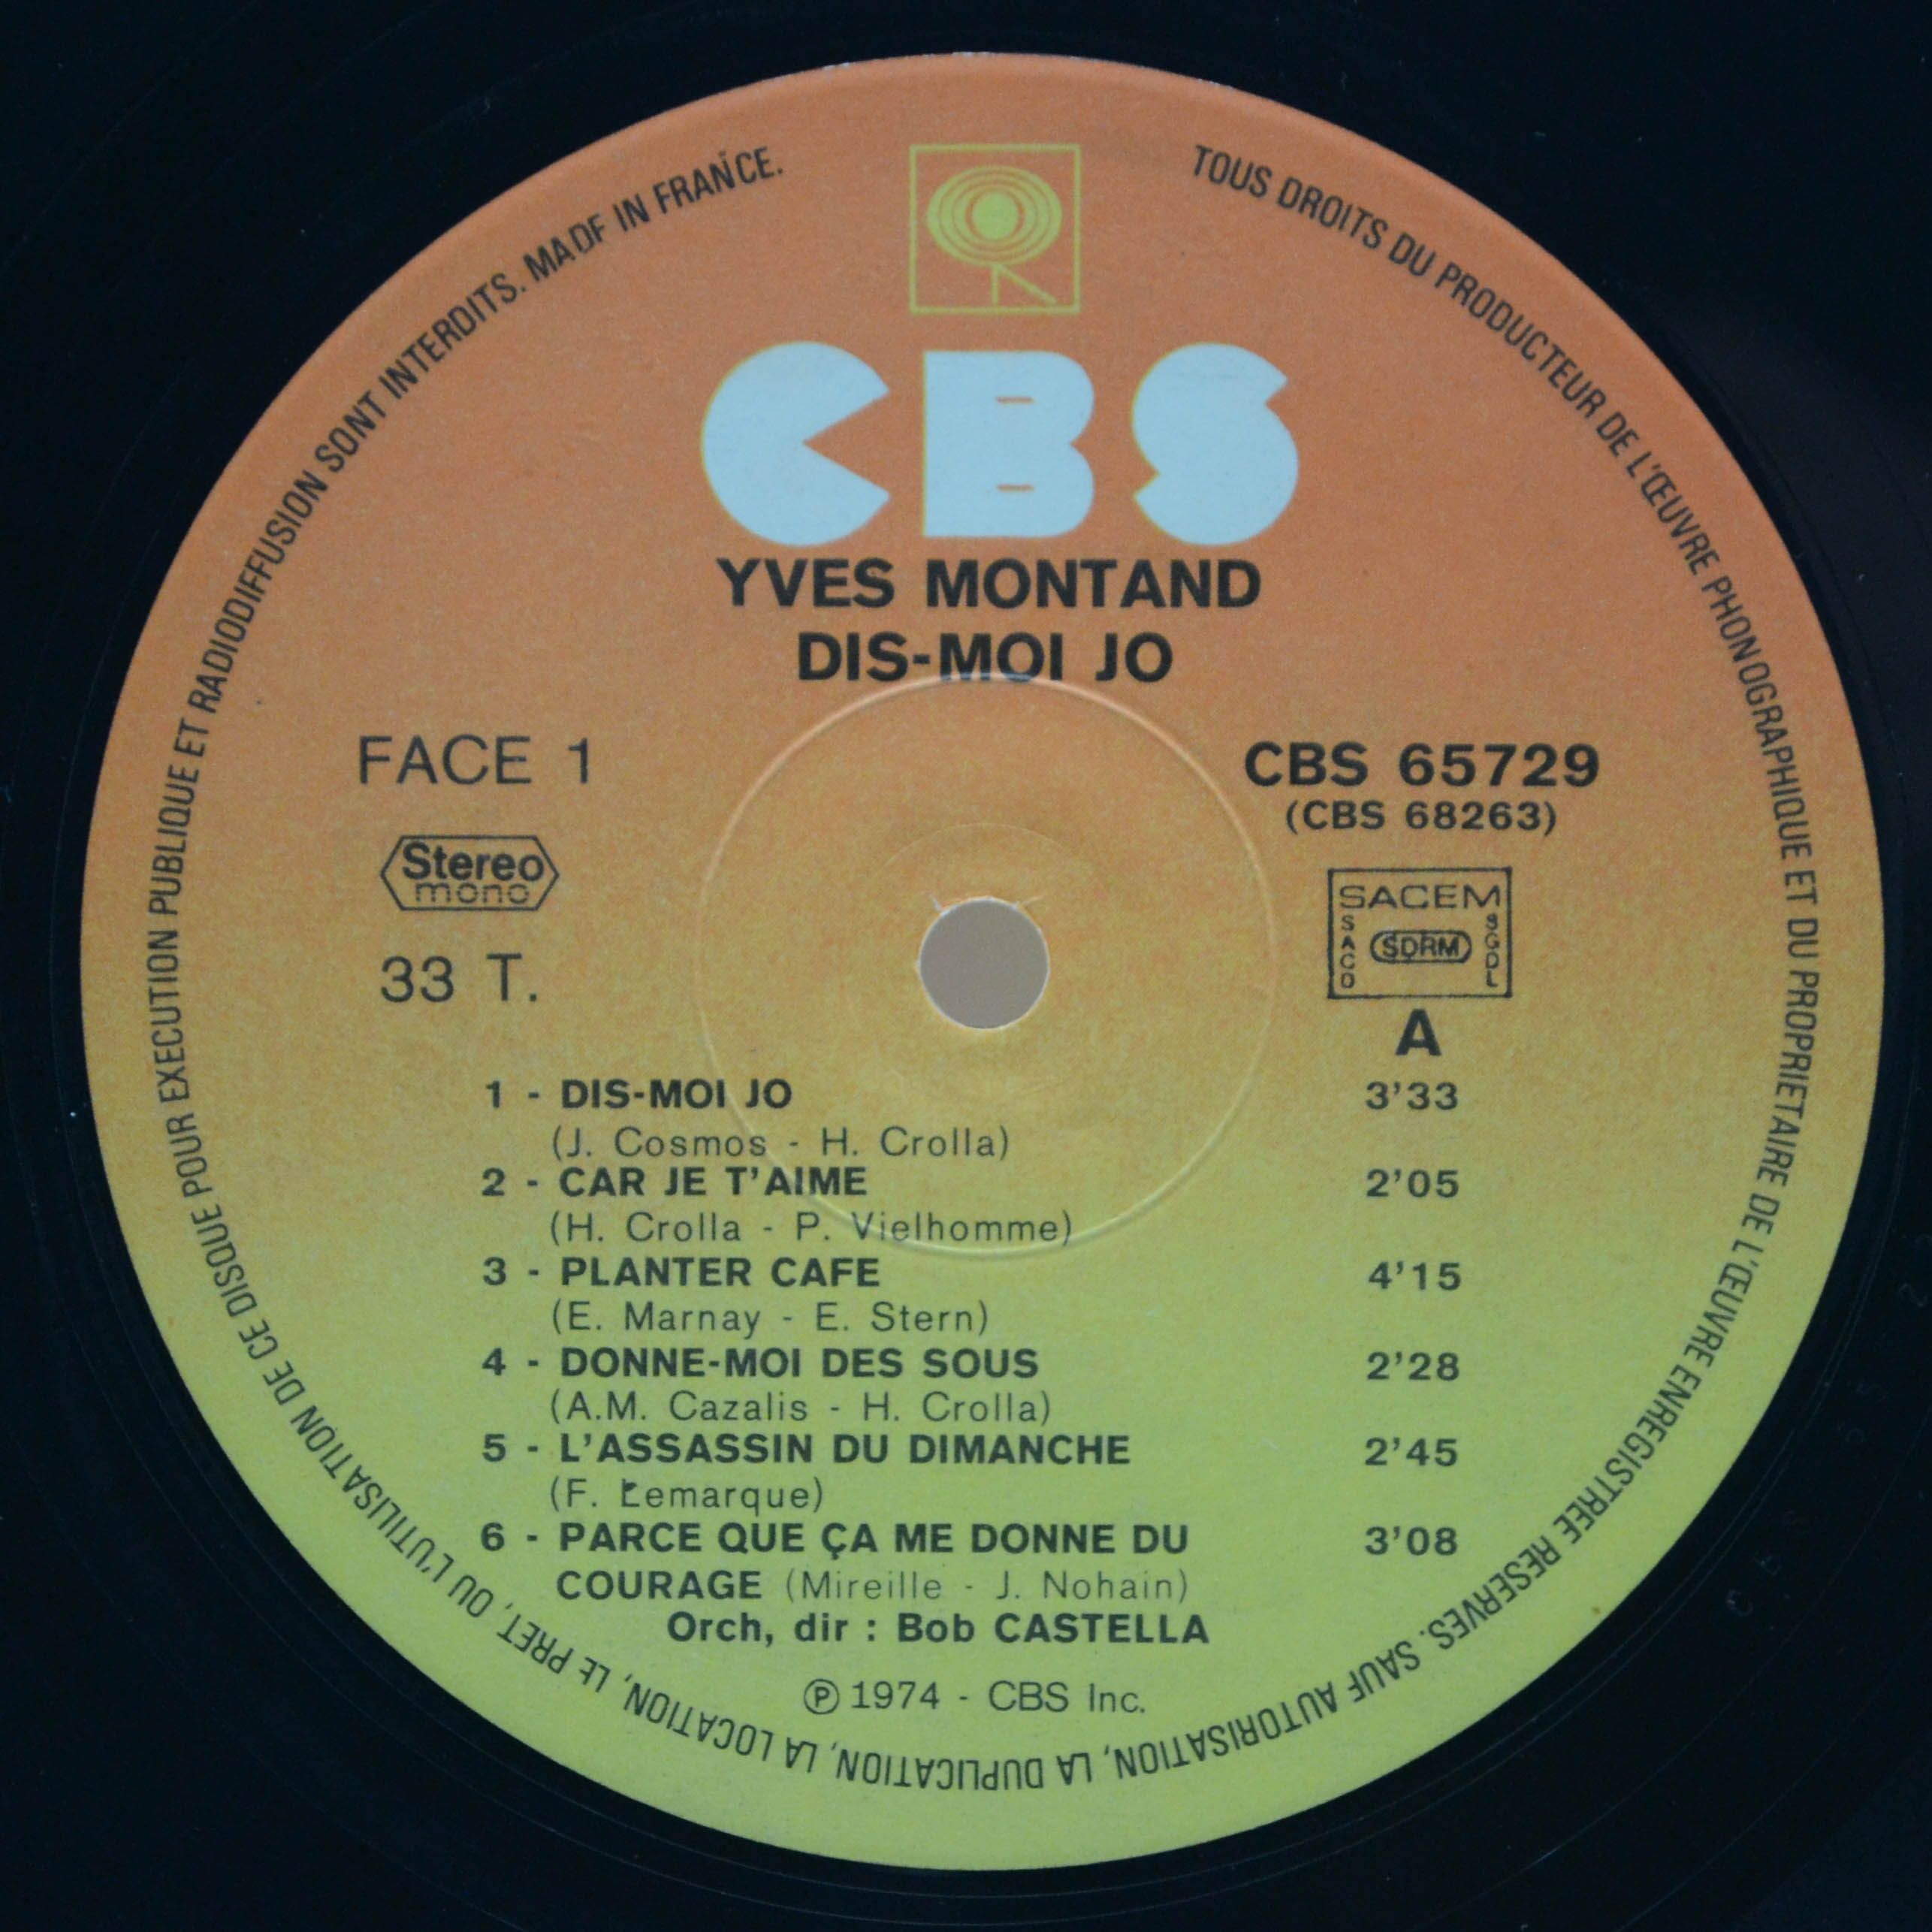 TOUS DROITS DU PRODUCTEUR DE L'ŒUVRE PHONOGRAPHIQUE ET DU PROPRIETAIRE DE L'ŒUVRE ENREGISTREE RESERVES. SAUF AUTORISATION, LA DUPLICATION, LA LOCATION, LE PRET, OU L'UTILISATION DE CE DISQUE POUR EXECUTION PUBLIQUE ET RADIODIFFUSION SONT INTERDITS. MADE IN FRANCE.
CBS
YVES MONTAND
DIS-MOI JO
FACE 1
CBS 65729
(CBS 68263)
Stereo
mono
SACEM
SACD
SDRM
SGDL
33 T.
A
1 - DIS-MOI JO 3'33
(J. Cosmos - H. Crolla)
2 - CAR JE T'AIME 2'05
(H. Crolla - P. Vielhomme)
3 - PLANTER CAFE 4'15
(E. Marnay - E. Stern)
4 - DONNE-MOI DES SOUS 2'28
(A.M. Cazalis - H. Crolla)
5 - L'ASSASSIN DU DIMANCHE 2'45
(F. Lemarque)
6 - PARCE QUE ÇA ME DONNE DU 3'08
COURAGE (Mireille - J. Nohain)
Orch, dir : Bob CASTELLA
℗ 1974 - CBS Inc.